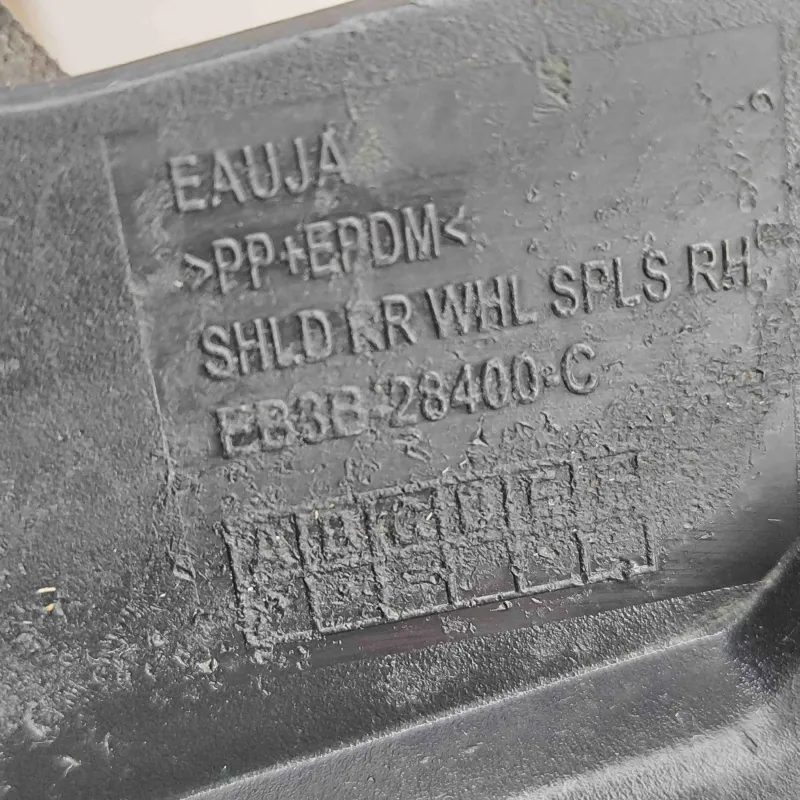 EAUJA
>PP+EPDM<
SHLD RR WHL SPLS RH
EB3B-28400-C
A B C D E F